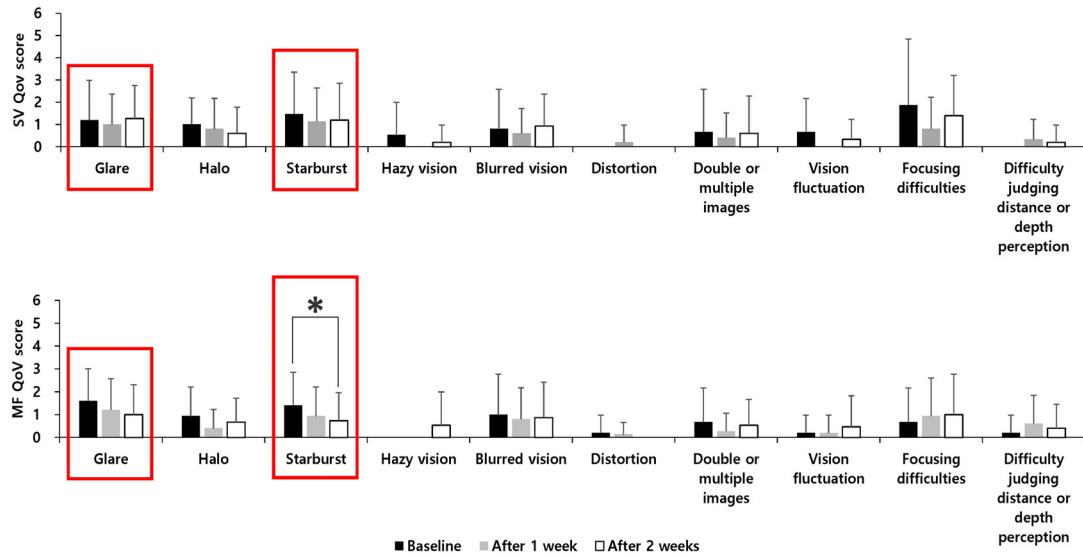 SV Qov score
6
5
4
3
2
1
0
Glare
Halo
Starburst
Hazy vision
Blurred vision
Distortion
Double or
multiple
images
Vision
fluctuation
Focusing
difficulties
Difficulty
judging
distance or
depth
perception
MF QoV score
6
5
4
3
2
1
0
*
Glare
Halo
Starburst
Hazy vision
Blurred vision
Distortion
Double or
multiple
images
Vision
fluctuation
Focusing
difficulties
Difficulty
judging
distance or
depth
perception
Baseline After 1 week After 2 weeks